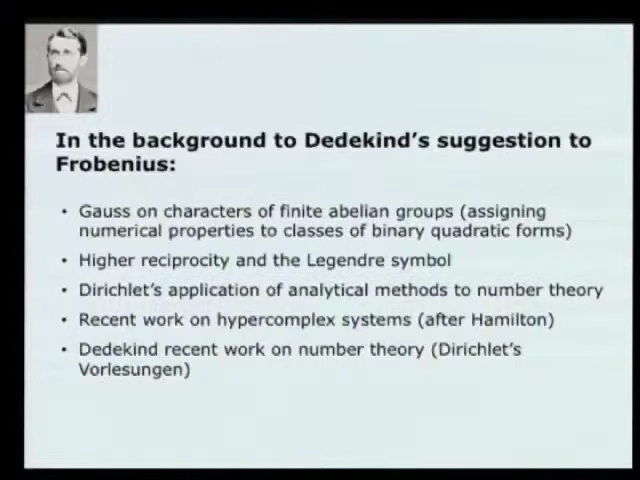 In the background to Dedekind's suggestion to
Frobenius:
• Gauss on characters of finite abelian groups (assigning
numerical properties to classes of binary quadratic forms)
• Higher reciprocity and the Legendre symbol
• Dirichlet's application of analytical methods to number theory
• Recent work on hypercomplex systems (after Hamilton)
• Dedekind recent work on number theory (Dirichlet's
Vorlesungen)